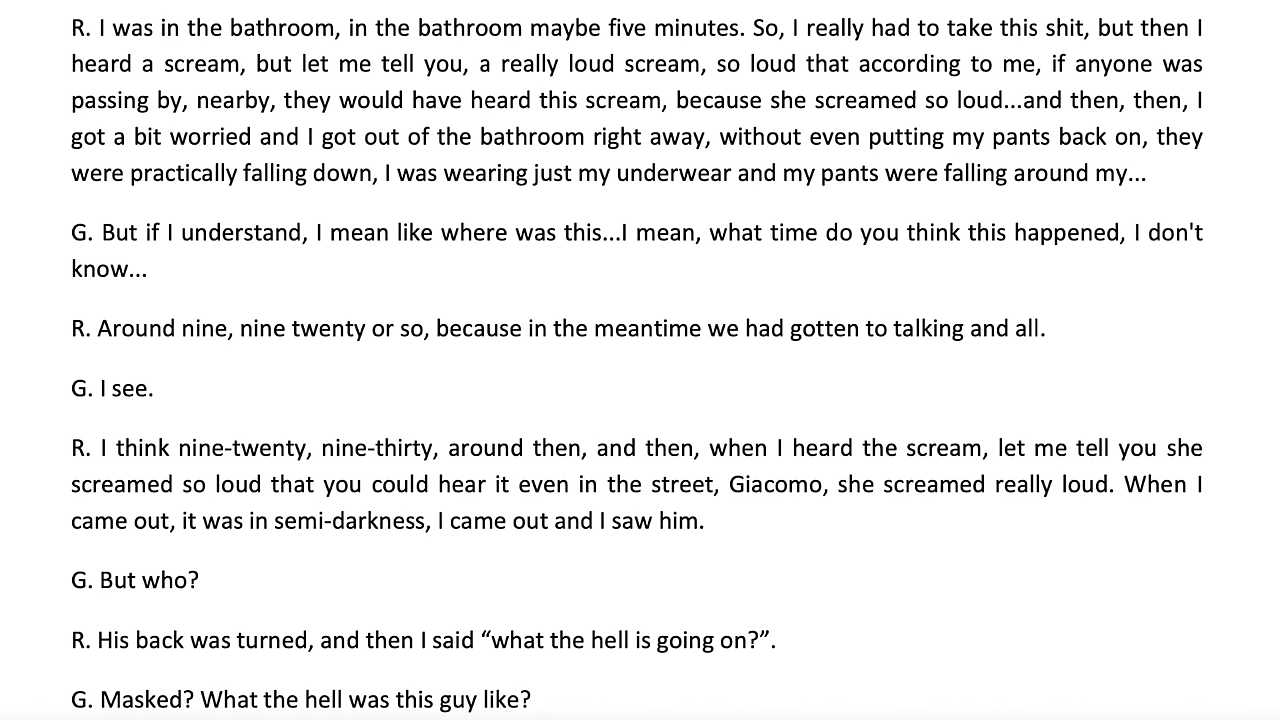 R. I was in the bathroom, in the bathroom maybe five minutes. So, I really had to take this shit, but then I
heard a scream, but let me tell you, a really loud scream, so loud that according to me, if anyone was
passing by, nearby, they would have heard this scream, because she screamed so loud...and then, then, I
got a bit worried and I got out of the bathroom right away, without even putting my pants back on, they
were practically falling down, I was wearing just my underwear and my pants were falling around my...
G. But if I understand, I mean like where was this...I mean, what time do you think this happened, I don't
know...
R. Around nine, nine twenty or so, because in the meantime we had gotten to talking and all.
G. I see.
R. I think nine-twenty, nine-thirty, around then, and then, when I heard the scream, let me tell you she
screamed so loud that you could hear it even in the street, Giacomo, she screamed really loud. When I
came out, it was in semi-darkness, I came out and I saw him.
G. But who?
R. His back was turned, and then I said “what the hell is going on?”.
G. Masked? What the hell was this guy like?